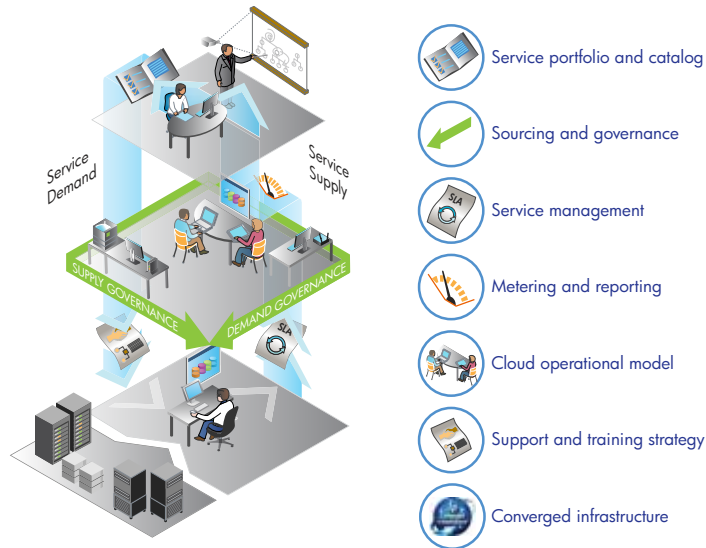 Service
Demand
Service
Supply
SUPPLY GOVERNANCE
DEMAND GOVERNANCE
SLA
Service portfolio and catalog
Sourcing and governance
SLA
Service management
Metering and reporting
Cloud operational model
Support and training strategy
Converged infrastructure